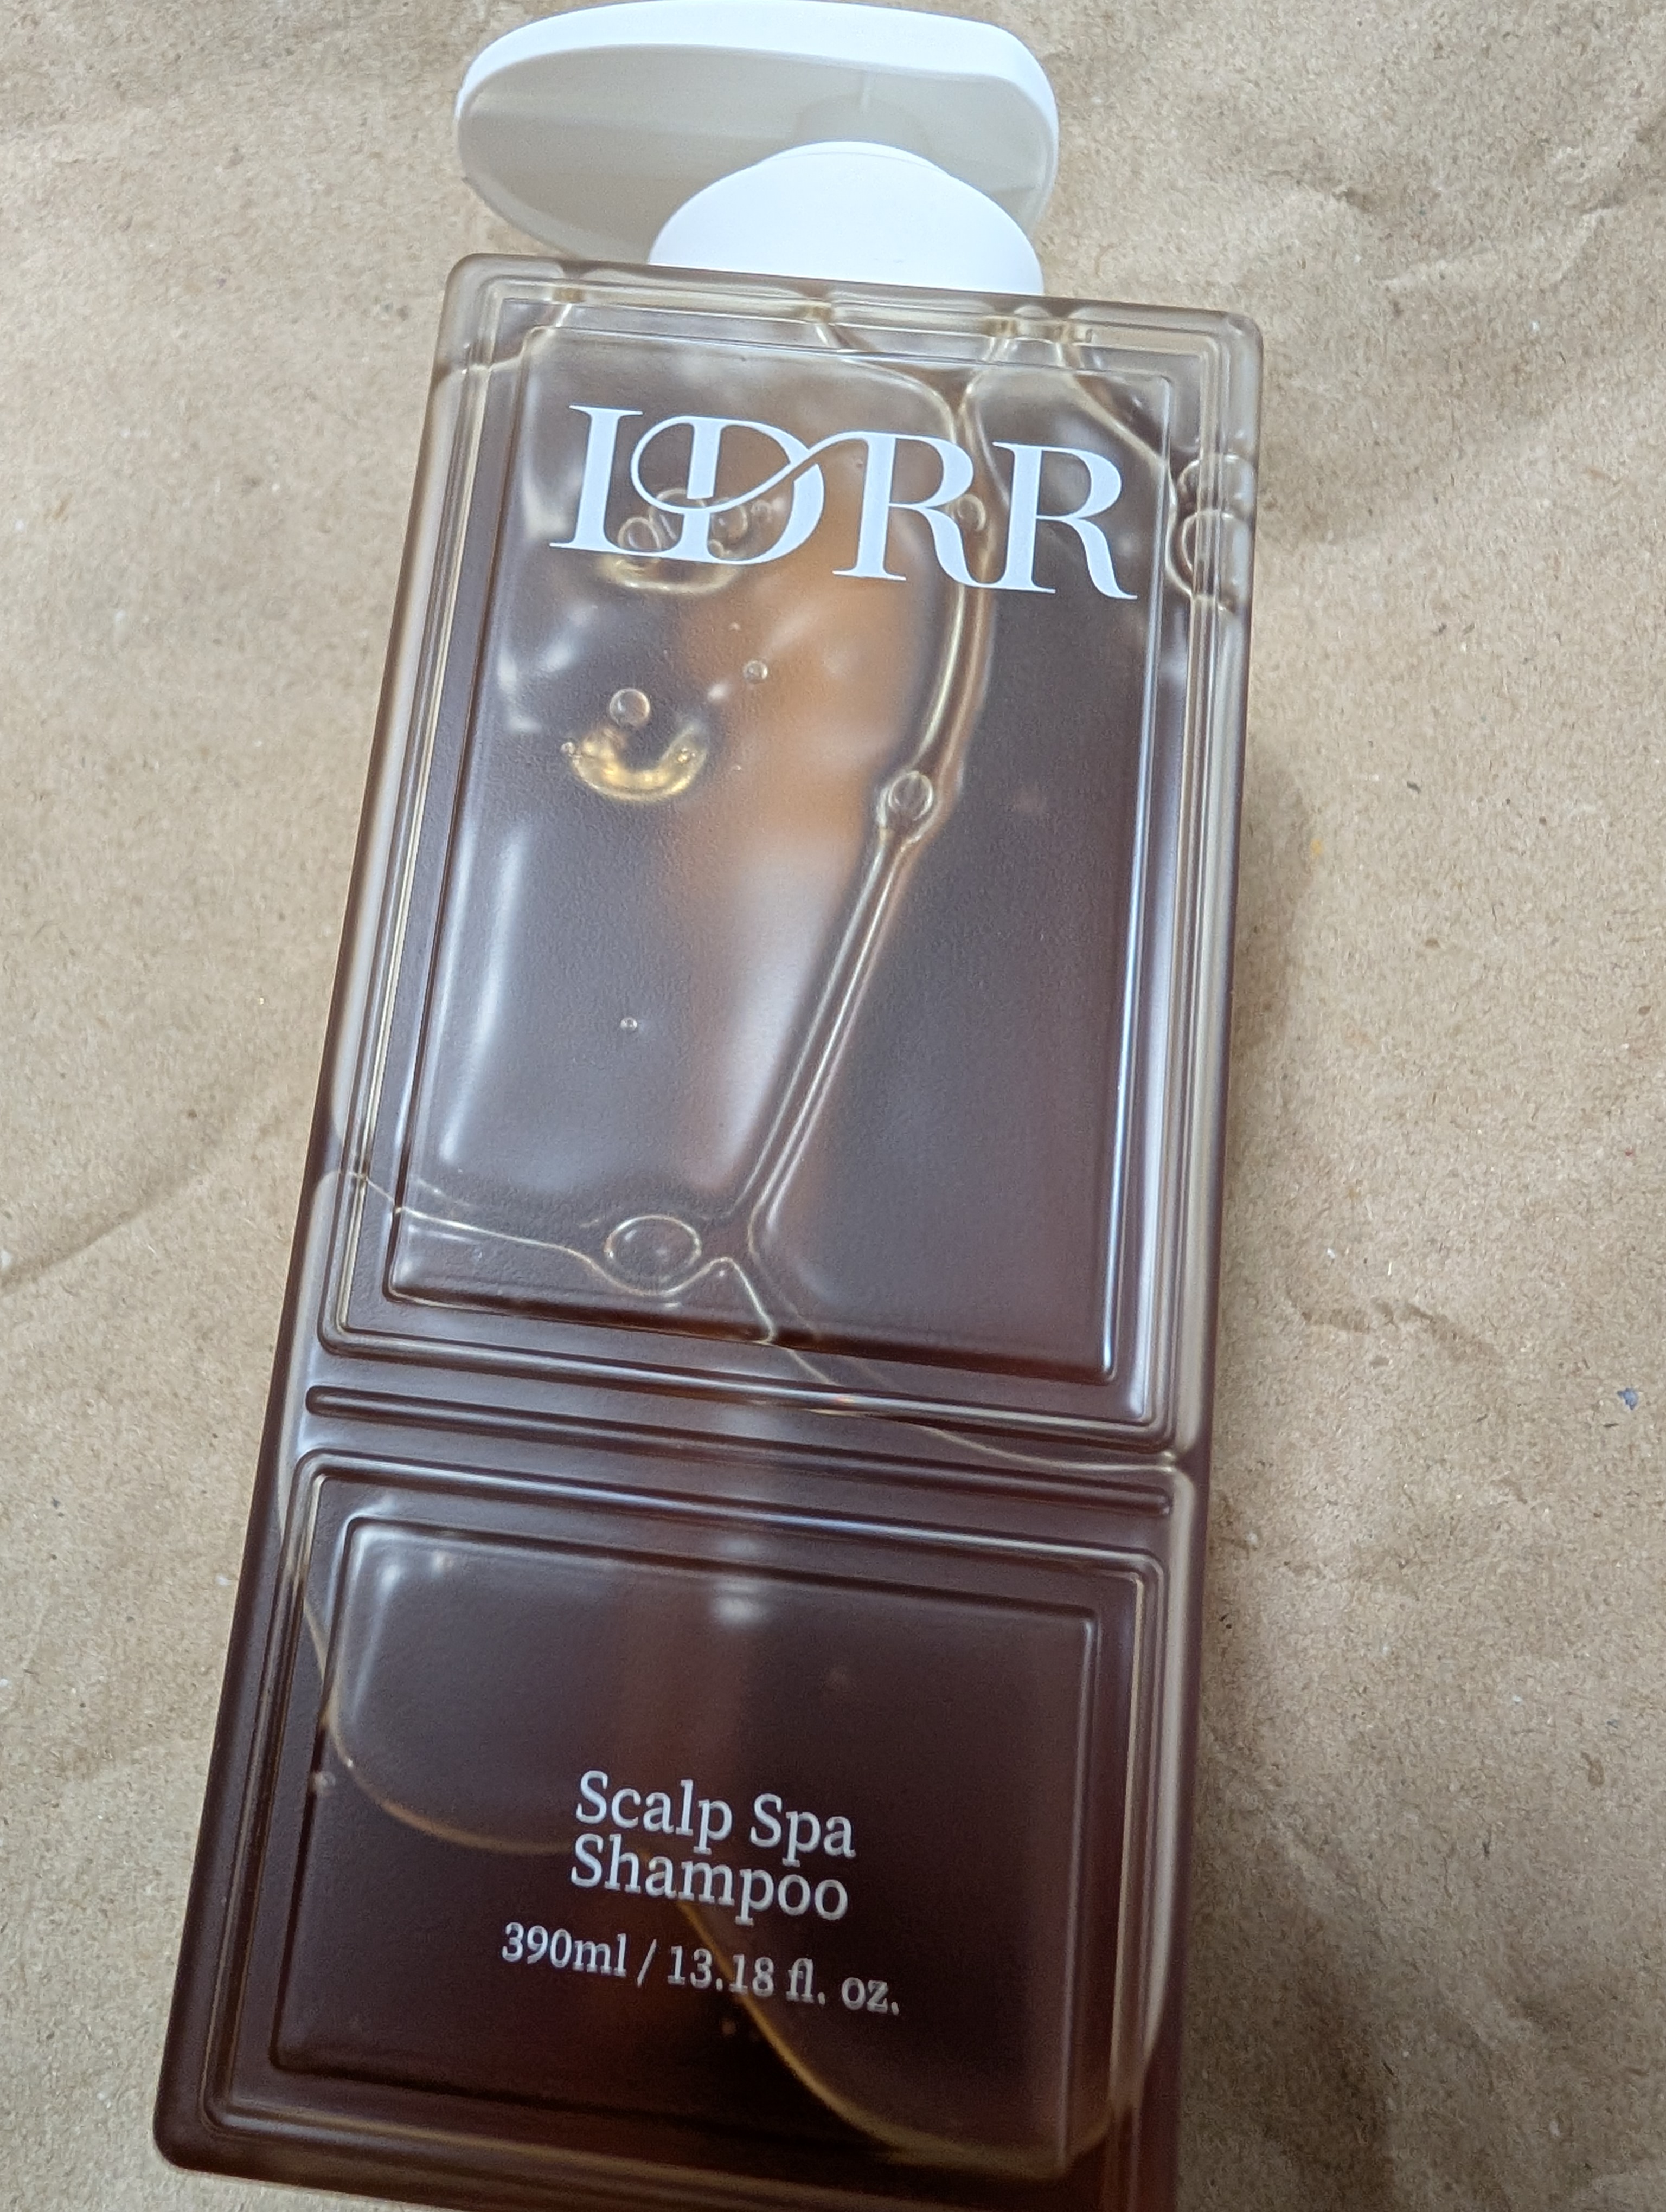 LDRR
Scalp Spa
Shampoo
390ml / 13.18 fl. oz.